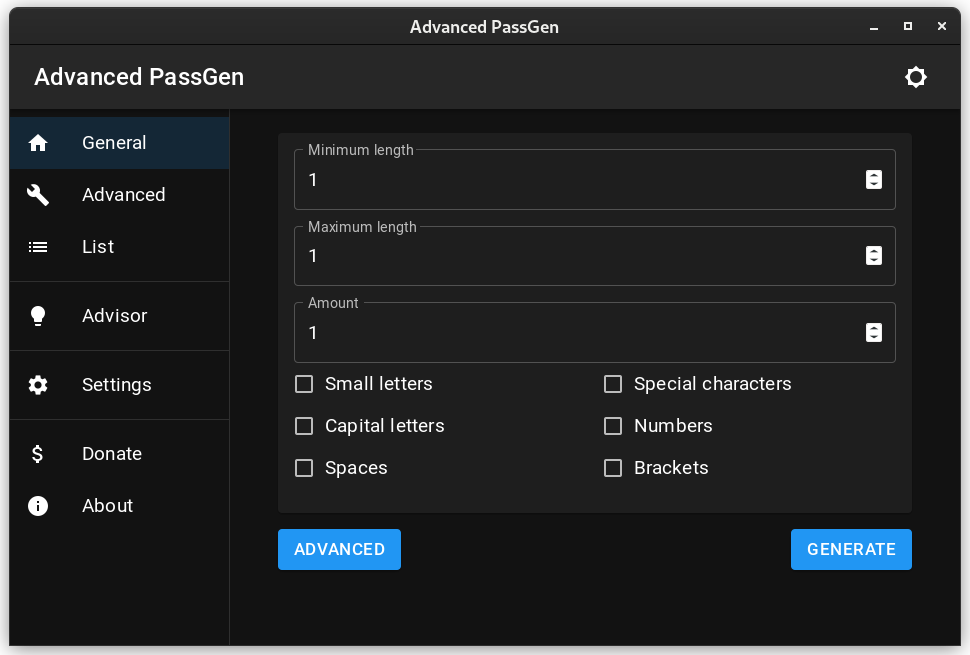 Advanced PassGen
Advanced PassGen
General
Advanced
List
Advisor
Settings
Donate
About
Minimum length
1
Maximum length
1
Amount
1
Small letters
Special characters
Capital letters
Numbers
Spaces
Brackets
ADVANCED
GENERATE